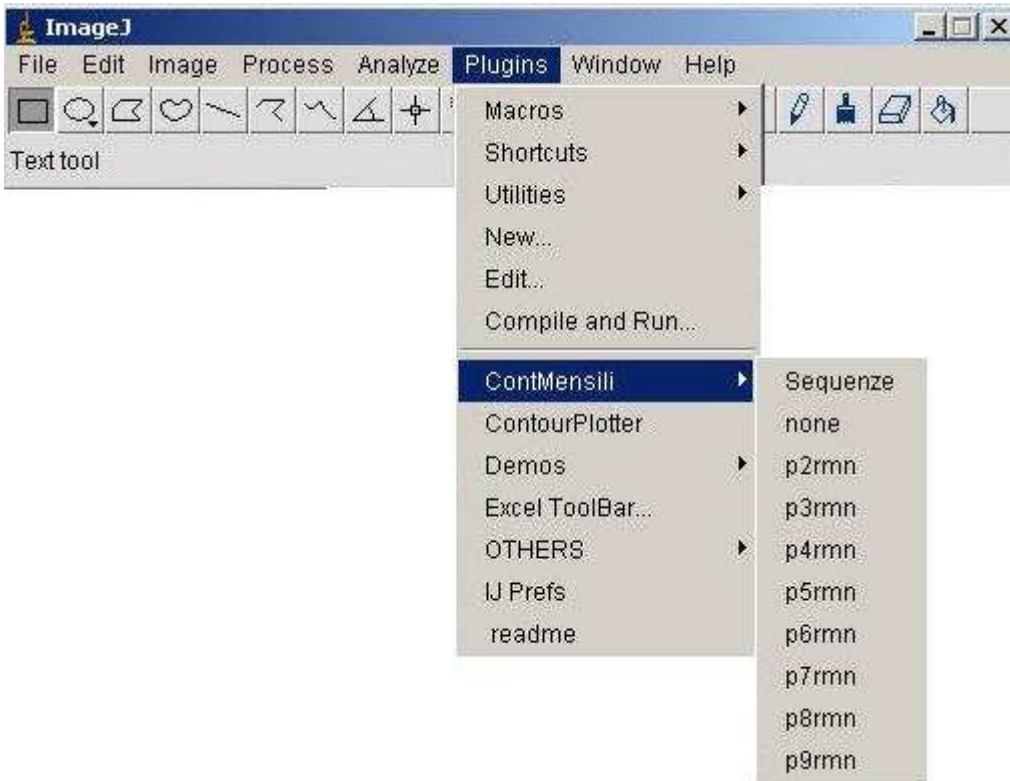 ImageJ
File Edit Image Process Analyze Plugins Window Help
Text tool
Macros
Shortcuts
Utilities
New...
Edit...
Compile and Run...
ContMensili
ContourPlotter
Demos
Excel ToolBar...
OTHERS
IJ Prefs
readme
Sequenze
none
p2rmn
p3rmn
p4rmn
p5rmn
p6rmn
p7rmn
p8rmn
p9rmn